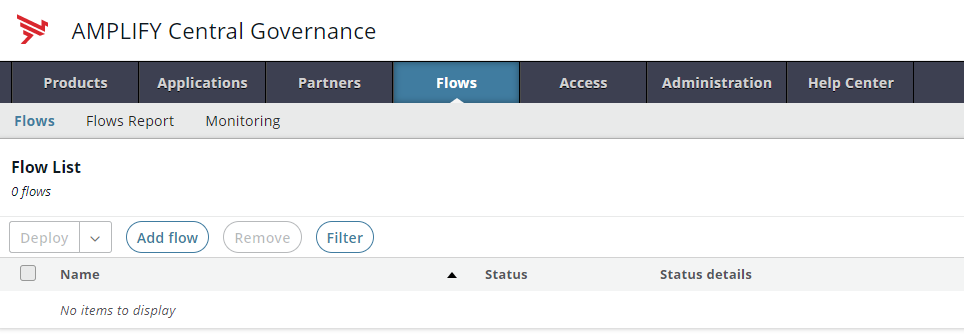 AMPLIFY Central Governance
Products Applications Partners Flows Access Administration Help Center
Flows Flows Report Monitoring
Flow List
0 flows
Deploy Add flow Remove Filter
Name Status Status details
No items to display